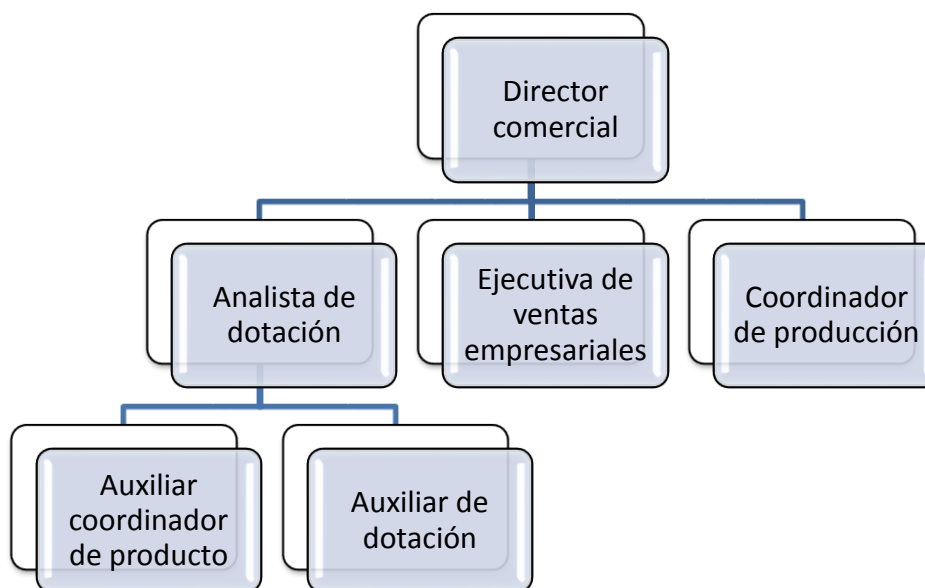 Director
comercial
Analista de
dotación
Ejecutiva de
ventas
empresariales
Coordinador
de producción
Auxiliar
coordinador
de producto
Auxiliar de
dotación